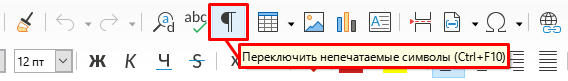 abc ¶
12 пт Ж К Ч S Переключить непечатаемые символы (Ctrl+F10)